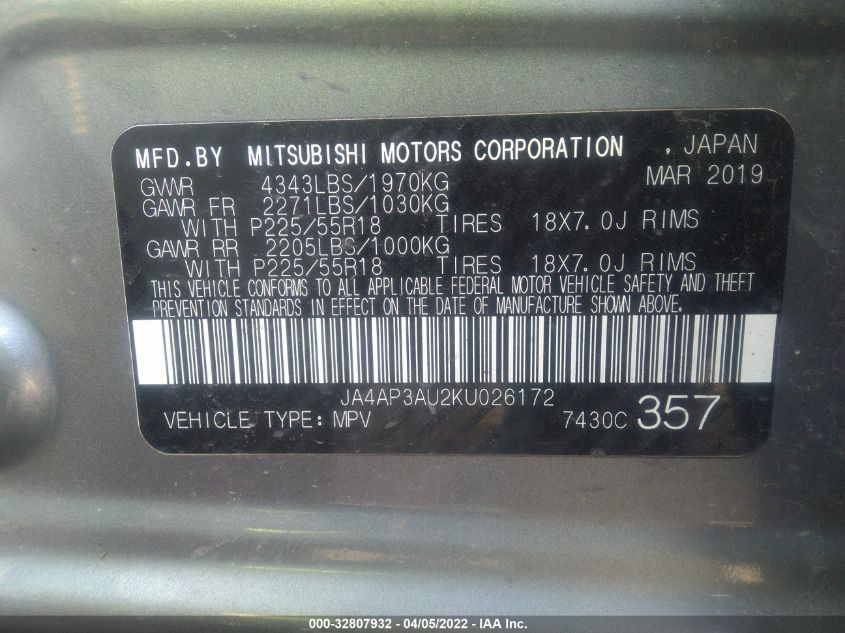 MFD.BY MITSUBISHI MOTORS CORPORATION , JAPAN
GVWR 4343LBS/1970KG MAR 2019
GAWR FR 2271LBS/1030KG
WITH P225/55R18 TIRES 18X7.0J RIMS
GAWR RR 2205LBS/1000KG
WITH P225/55R18 TIRES 18X7.0J RIMS
THIS VEHICLE CONFORMS TO ALL APPLICABLE FEDERAL MOTOR VEHICLE SAFETY AND THEFT
PREVENTION STANDARDS IN EFFECT ON THE DATE OF MANUFACTURE SHOWN ABOVE.
JA4AP3AU2KU026172
VEHICLE TYPE: MPV 7430C 357
000-32807932 - 04/05/2022 - IAA Inc.